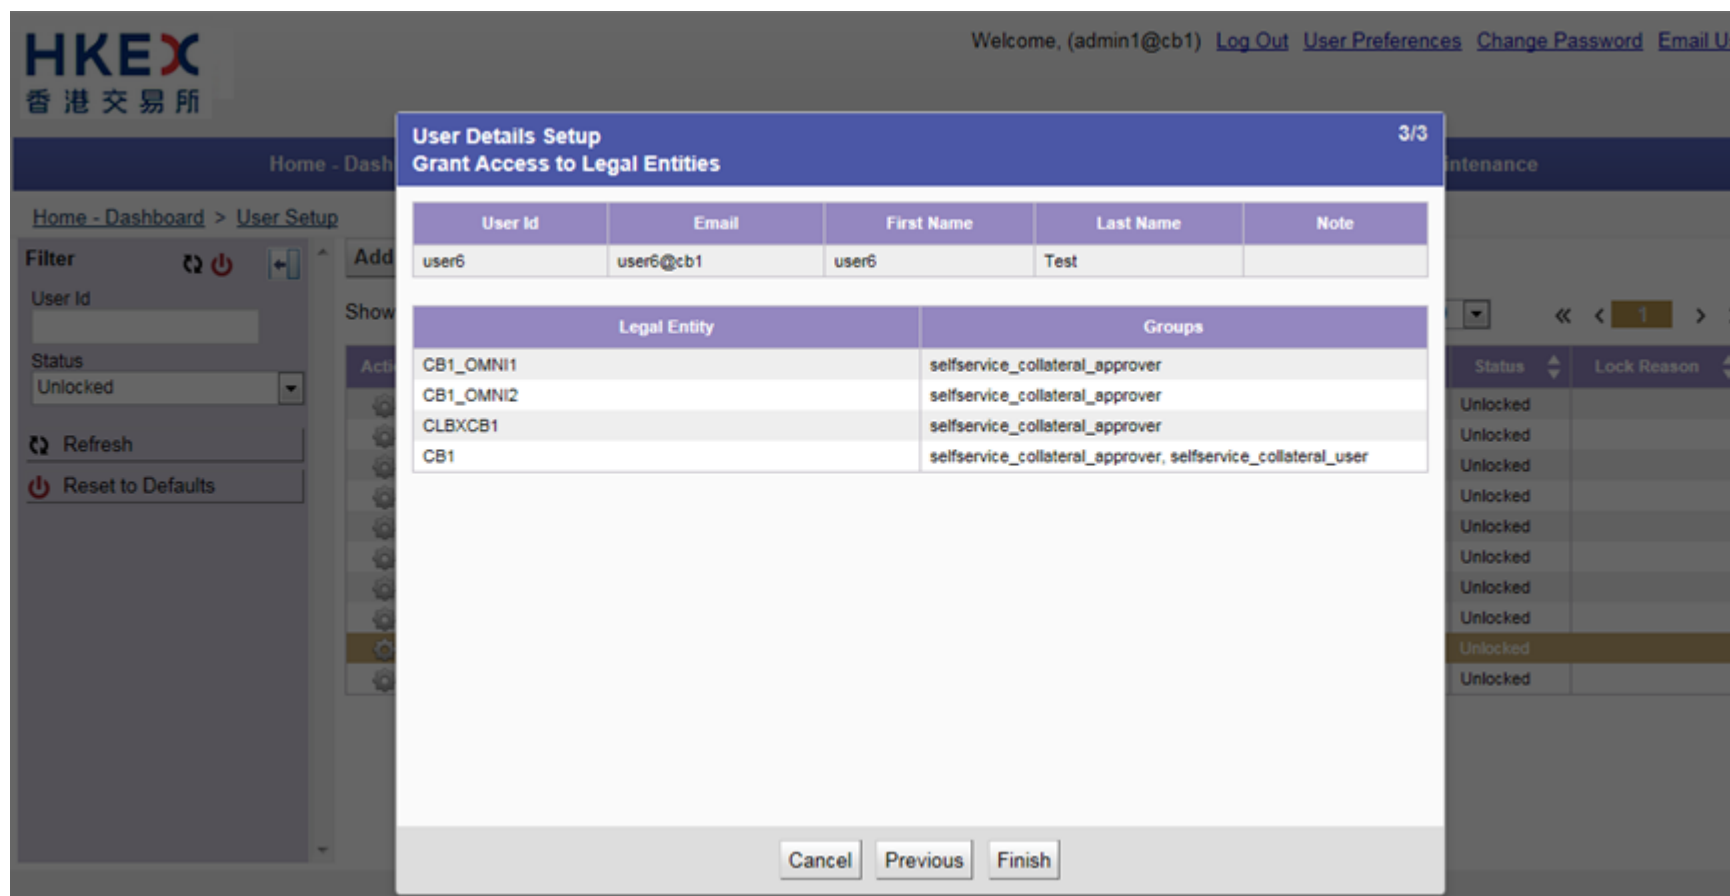 HKEX
香港交易所
Welcome, (admin1@cb1) Log Out User Preferences Change Password Email
Home - Dash
intenance
Home - Dashboard > User Setup
Filter
User Id
Status
Unlocked
Refresh
Reset to Defaults
Add
Show
1
Status Lock Reason
Unlocked
Unlocked
Unlocked
Unlocked
Unlocked
Unlocked
Unlocked
Unlocked
Unlocked
Unlocked
User Details Setup 3/3
Grant Access to Legal Entities
User Id Email First Name Last Name Note
user6 user6@cb1 user6 Test
Legal Entity Groups
CB1_OMNI1 selfservice_collateral_approver
CB1_OMNI2 selfservice_collateral_approver
CLBXCB1 selfservice_collateral_approver
CB1 selfservice_collateral_approver, selfservice_collateral_user
Cancel Previous Finish